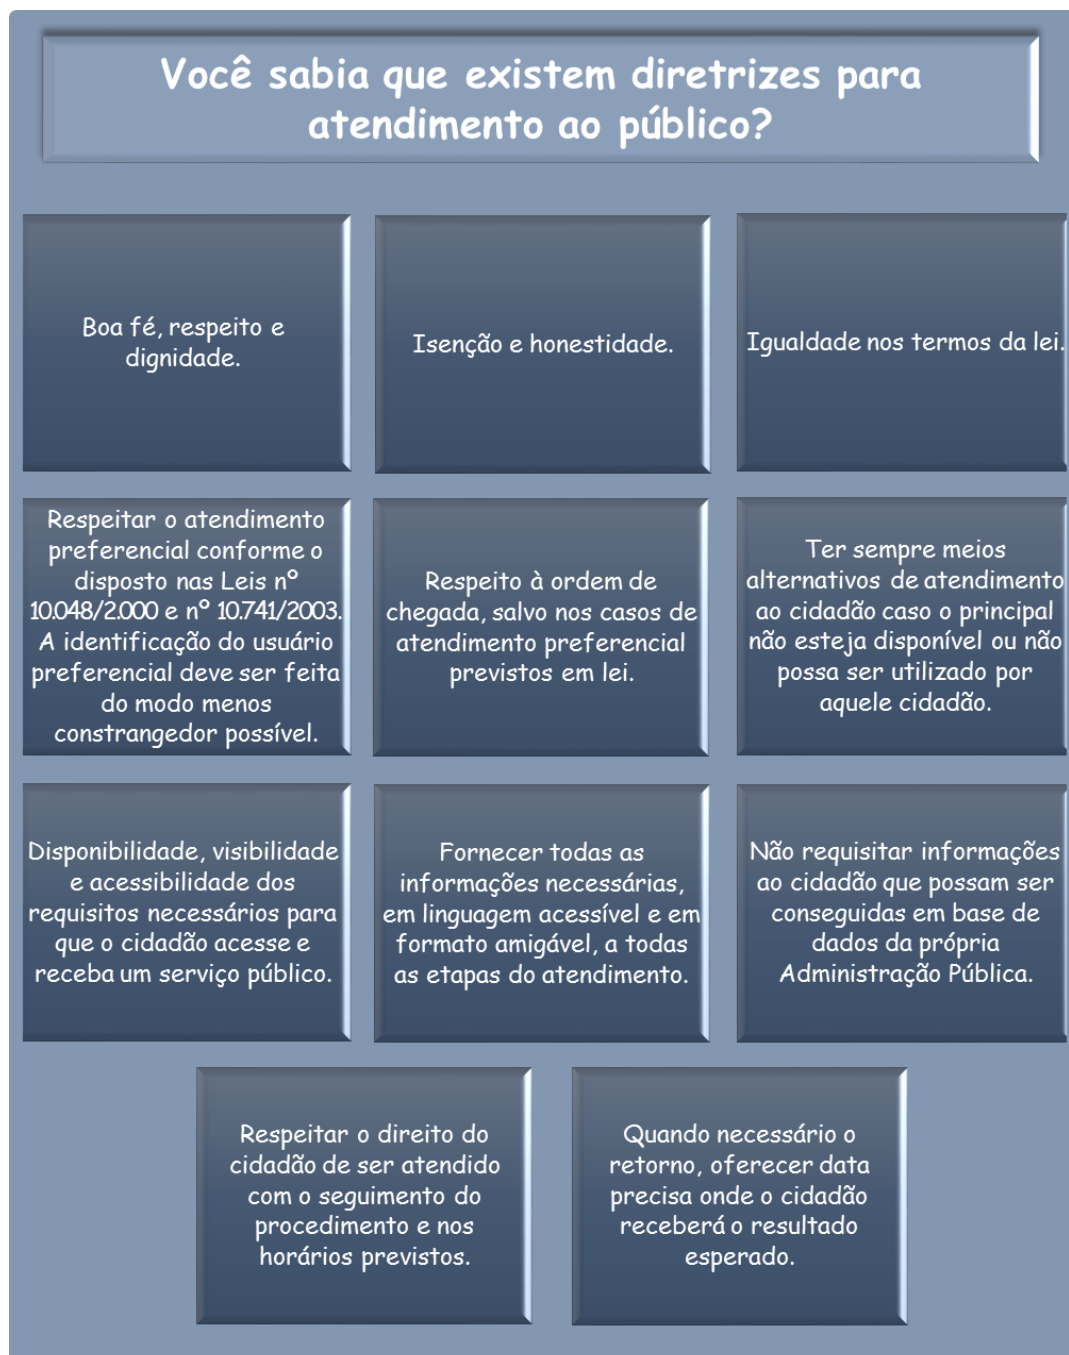 Você sabia que existem diretrizes para
atendimento ao público?
Boa fé, respeito e
dignidade.
Isenção e honestidade.
Igualdade nos termos da lei.
Respeitar o atendimento
preferencial conforme o
disposto nas Leis nº
10.048/2.000 e nº 10.741/2003.
A identificação do usuário
preferencial deve ser feita
do modo menos
constrangedor possível.
Respeito à ordem de
chegada, salvo nos casos de
atendimento preferencial
previstos em lei.
Ter sempre meios
alternativos de atendimento
ao cidadão caso o principal
não esteja disponível ou não
possa ser utilizado por
aquele cidadão.
Disponibilidade, visibilidade
e acessibilidade dos
requisitos necessários para
que o cidadão acesse e
receba um serviço público.
Fornecer todas as
informações necessárias,
em linguagem acessível e em
formato amigável, a todas
as etapas do atendimento.
Não requisitar informações
ao cidadão que possam ser
conseguidas em base de
dados da própria
Administração Pública.
Respeitar o direito do
cidadão de ser atendido
com o seguimento do
procedimento e nos
horários previstos.
Quando necessário o
retorno, oferecer data
precisa onde o cidadão
receberá o resultado
esperado.